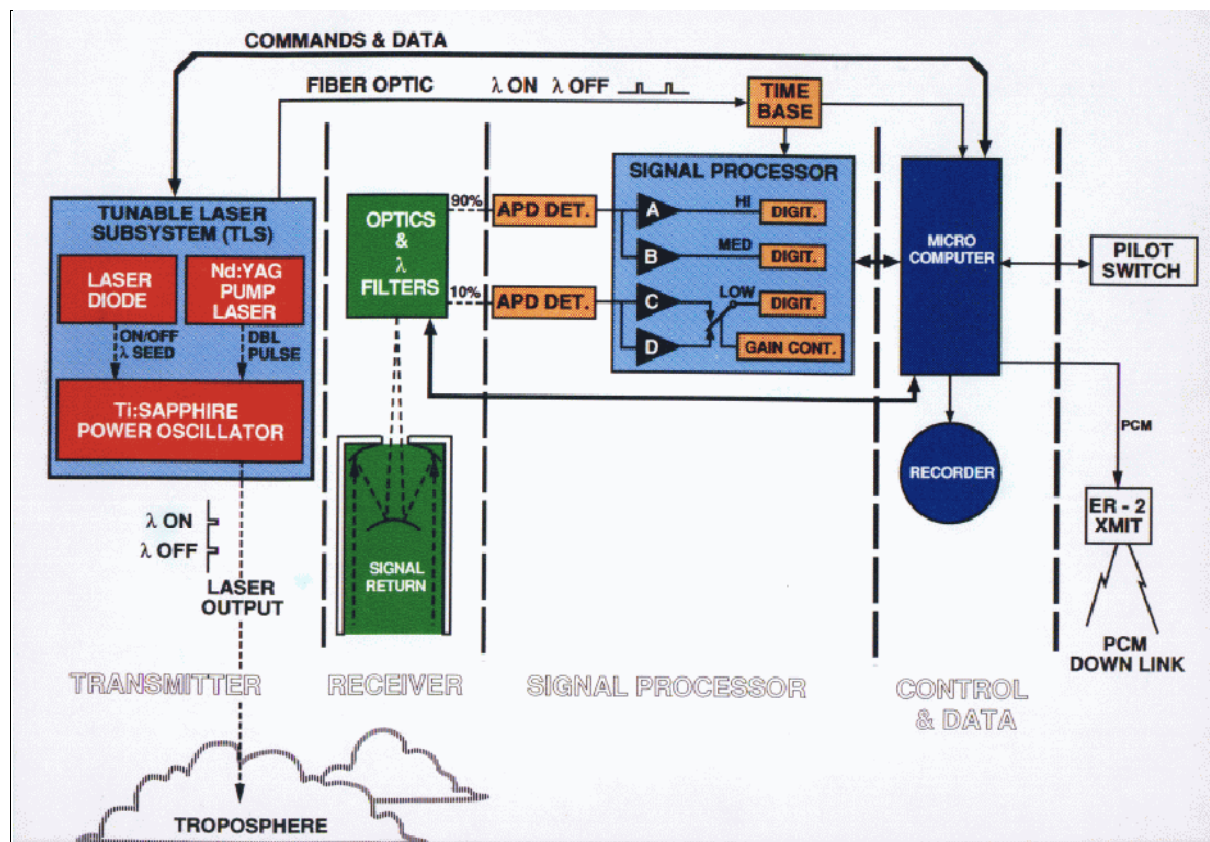 COMMANDS & DATA
FIBER OPTIC λ ON λ OFF
TIME
BASE
TUNABLE LASER
SUBSYSTEM (TLS)
LASER
DIODE
Nd:YAG
PUMP
LASER
ON/OFF
λ SEED
DBL
PULSE
Ti:SAPPHIRE
POWER OSCILLATOR
λ ON
λ OFF
LASER
OUTPUT
OPTICS
&
λ
FILTERS
90%
10%
SIGNAL
RETURN
APD DET.
APD DET.
SIGNAL PROCESSOR
A
HI
DIGIT.
B
MED
DIGIT.
C
LOW
DIGIT.
D
GAIN CONT.
MICRO
COMPUTER
RECORDER
PILOT
SWITCH
PCM
ER - 2
XMIT
PCM
DOWN LINK
TRANSMITTER
RECEIVER
SIGNAL PROCESSOR
CONTROL
& DATA
TROPOSPHERE